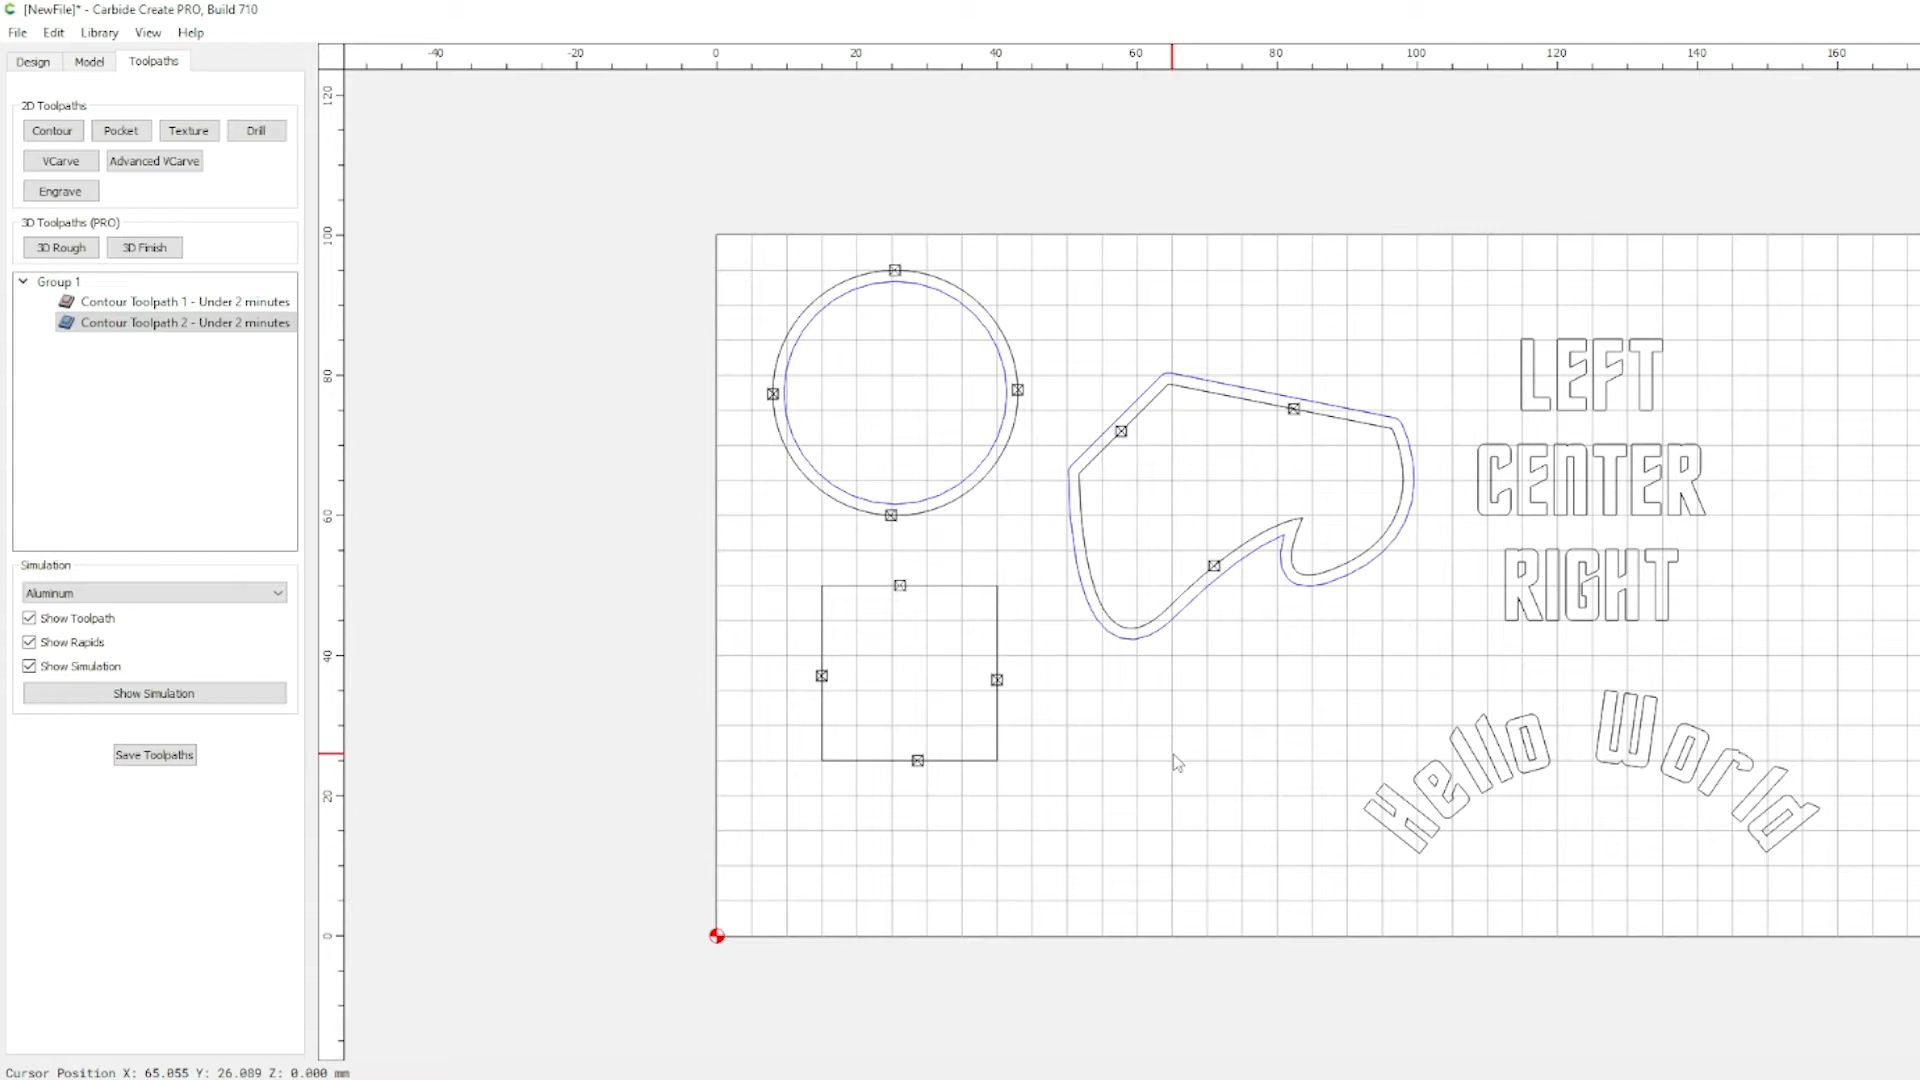 [NewFile]* - Carbide Create PRO, Build 710
File Edit Library View Help
Design Model Toolpaths
2D Toolpaths
Contour Pocket Texture Drill
VCarve Advanced VCarve
Engrave
3D Toolpaths (PRO)
3D Rough 3D Finish
Group 1
Contour Toolpath 1 - Under 2 minutes
Contour Toolpath 2 - Under 2 minutes
Simulation
Aluminum
Show Toolpath
Show Rapids
Show Simulation
Show Simulation
Save Toolpaths
-40 -20 0 20 40 60 80 100 120 140 160
120
100
80
60
40
20
0
LEFT
CENTER
RIGHT
Hello World
Cursor Position X: 65.055 Y: 26.089 Z: 0.000 mm